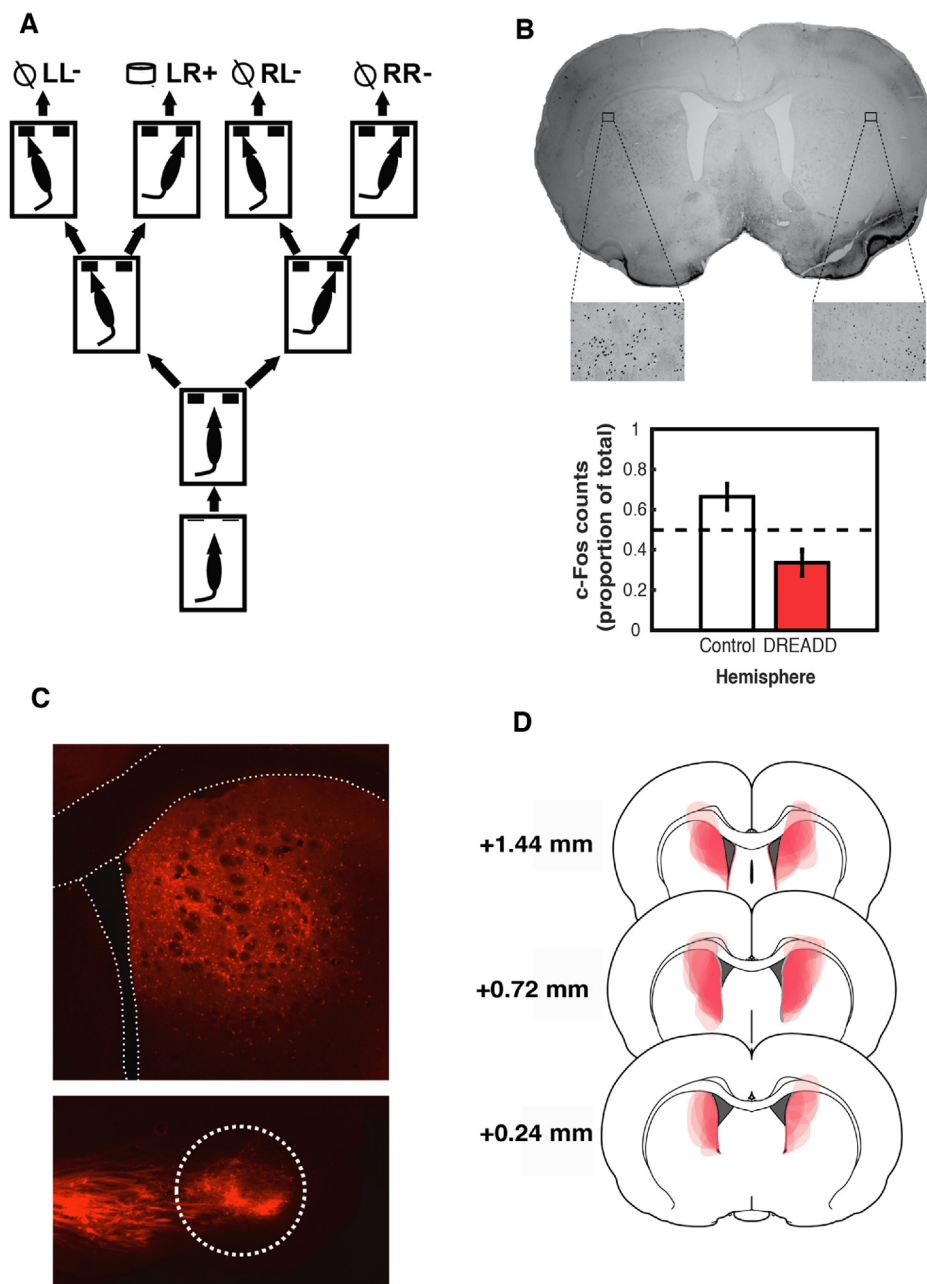 A
∅ LL-
LR+
∅ RL-
∅ RR-
B
c-Fos counts
(proportion of total)
1
0.8
0.6
0.4
0.2
0
Control
DREADD
Hemisphere
C
D
+1.44 mm
+0.72 mm
+0.24 mm